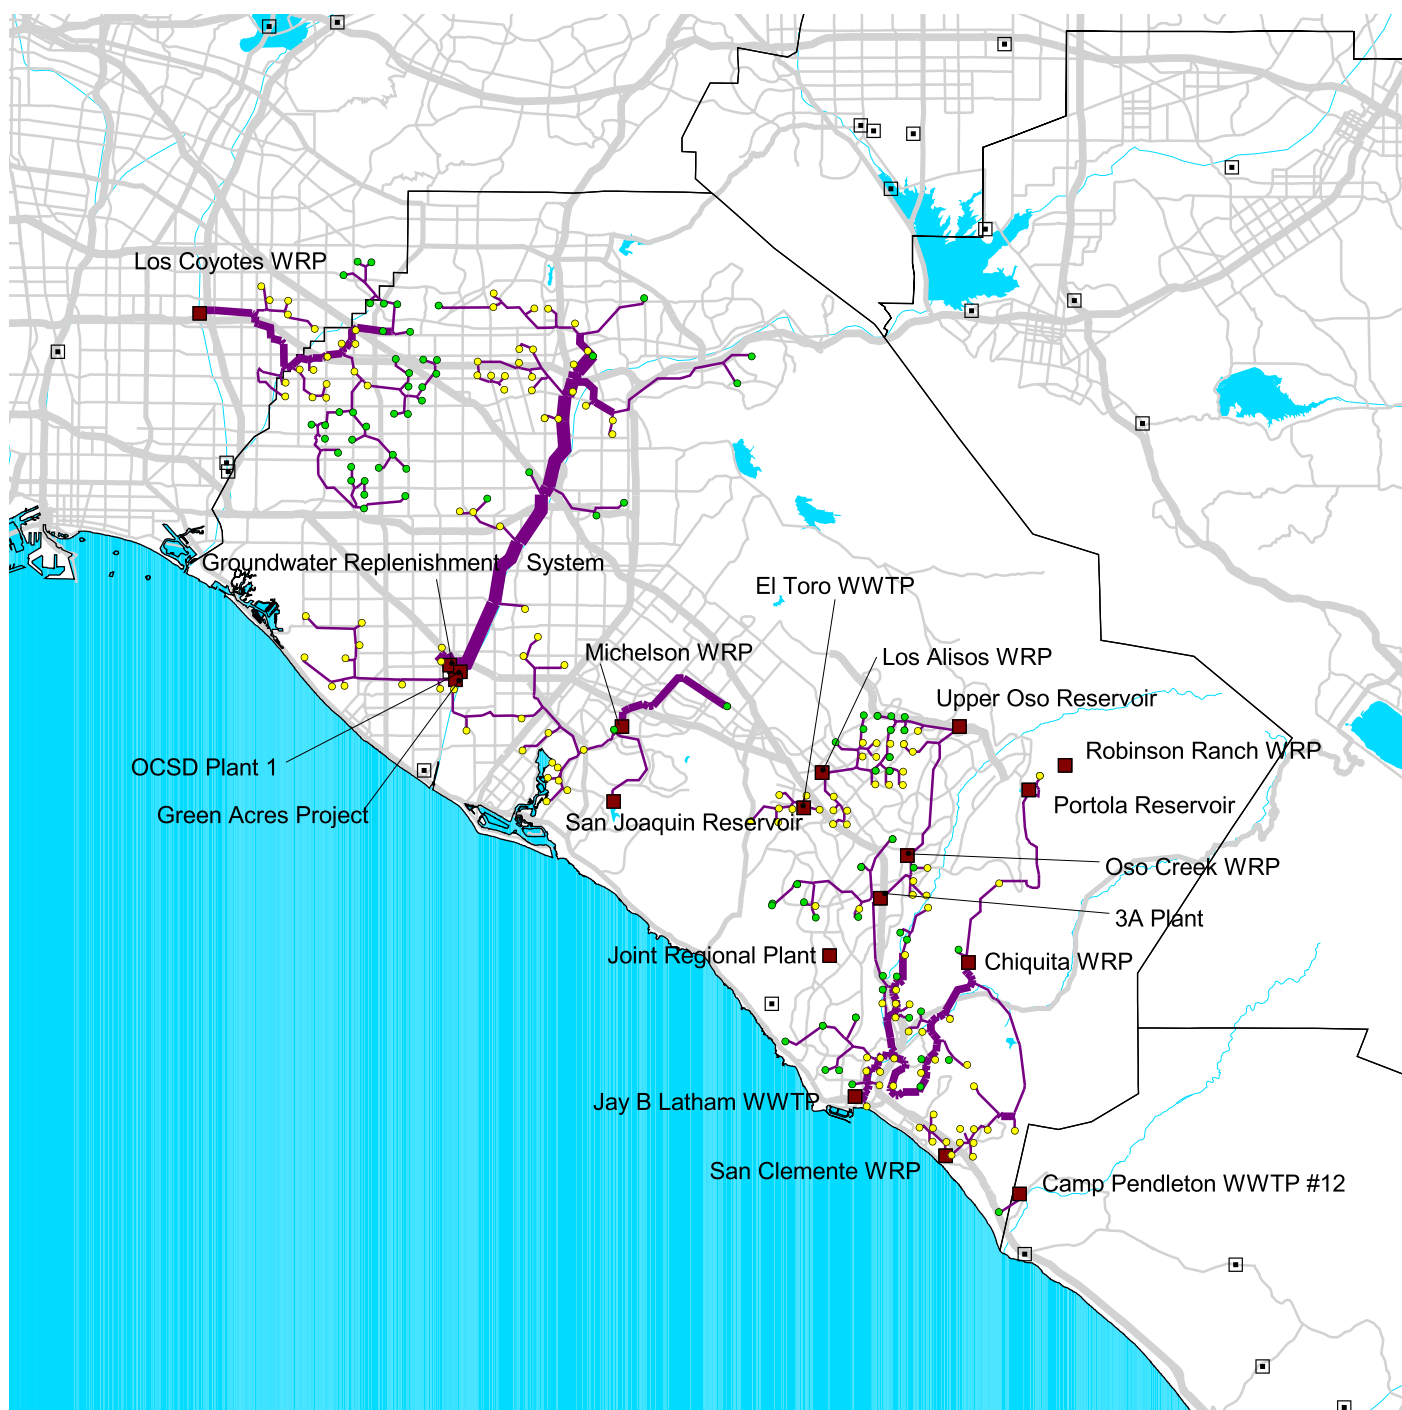 Los Coyotes WRP
Groundwater Replenishment System
El Toro WWTP
Michelson WRP
Los Alisos WRP
Upper Oso Reservoir
Robinson Ranch WRP
OCSD Plant 1
Portola Reservoir
Green Acres Project
San Joaquin Reservoir
Oso Creek WRP
3A Plant
Joint Regional Plant
Chiquita WRP
Jay B Latham WWTP
San Clemente WRP
Camp Pendleton WWTP #12